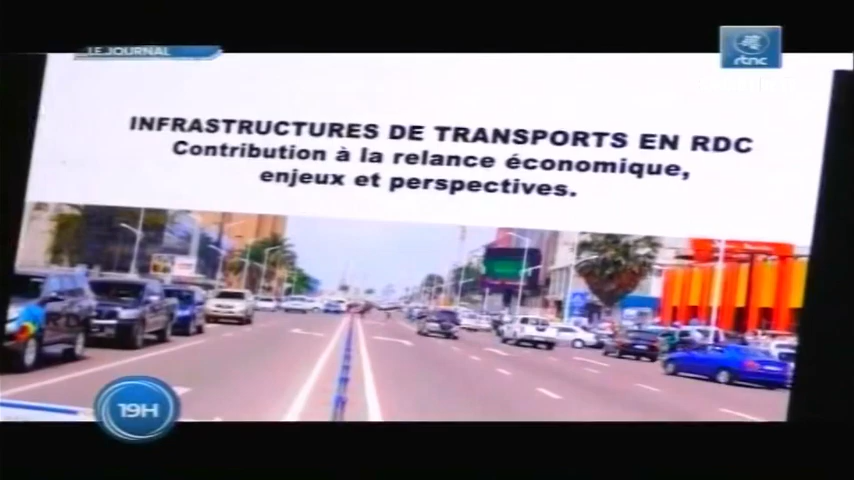 LE JOURNAL
rtnc
INFRASTRUCTURES DE TRANSPORTS EN RDC
Contribution à la relance économique,
enjeux et perspectives.
19H